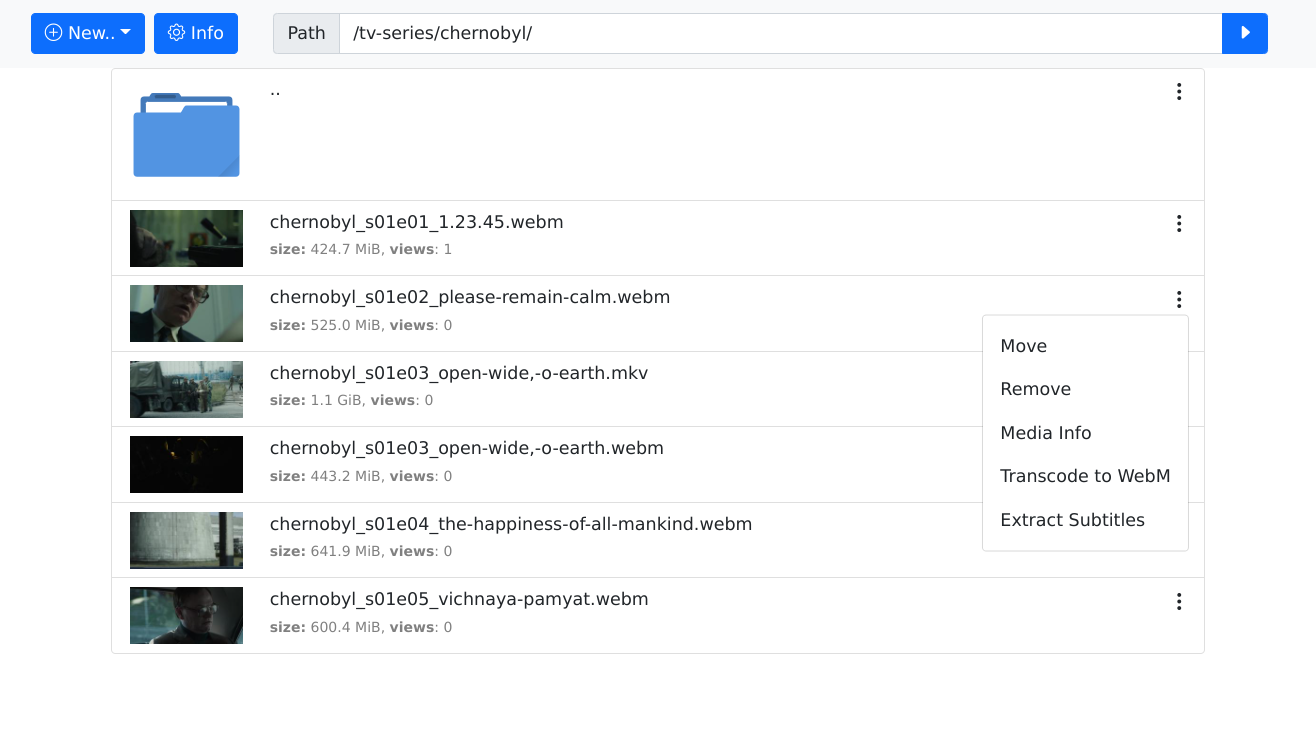 New.. Info Path /tv-series/chernobyl/
..
chernobyl_s01e01_1.23.45.webm
size: 424.7 MiB, views: 1
chernobyl_s01e02_please-remain-calm.webm
size: 525.0 MiB, views: 0
chernobyl_s01e03_open-wide,-o-earth.mkv
size: 1.1 GiB, views: 0
chernobyl_s01e03_open-wide,-o-earth.webm
size: 443.2 MiB, views: 0
chernobyl_s01e04_the-happiness-of-all-mankind.webm
size: 641.9 MiB, views: 0
chernobyl_s01e05_vichnaya-pamyat.webm
size: 600.4 MiB, views: 0
Move
Remove
Media Info
Transcode to WebM
Extract Subtitles